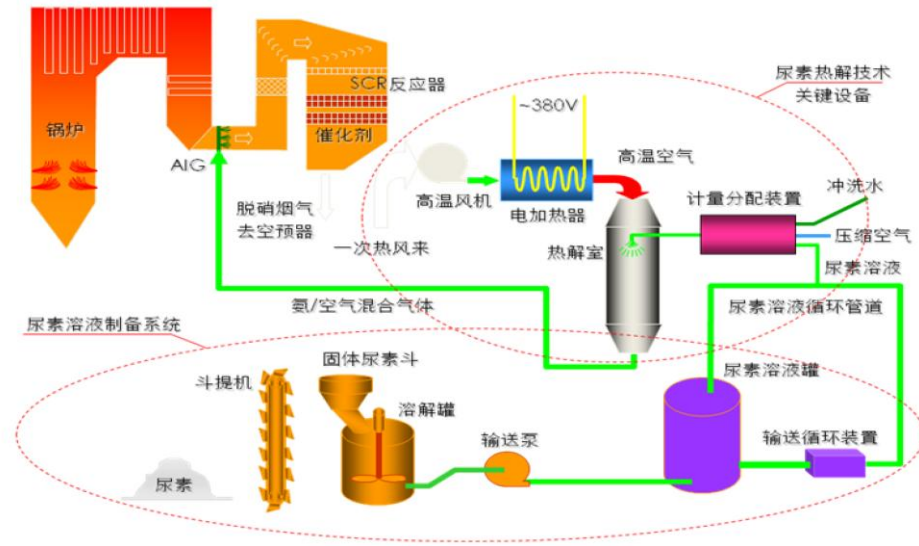 尿素热解技术
关键设备
~380V
SCR反应器
锅炉
催化剂
高温空气
AIG
冲洗水
高温风机
电加热器
计量分配装置
脱硝烟气
去空预器
一次热风来
热解室
压缩空气
尿素溶液
氨/空气混合气体
尿素溶液循环管道
尿素溶液制备系统
固体尿素斗
尿素溶液罐
斗提机
溶解罐
输送泵
输送循环装置
尿素